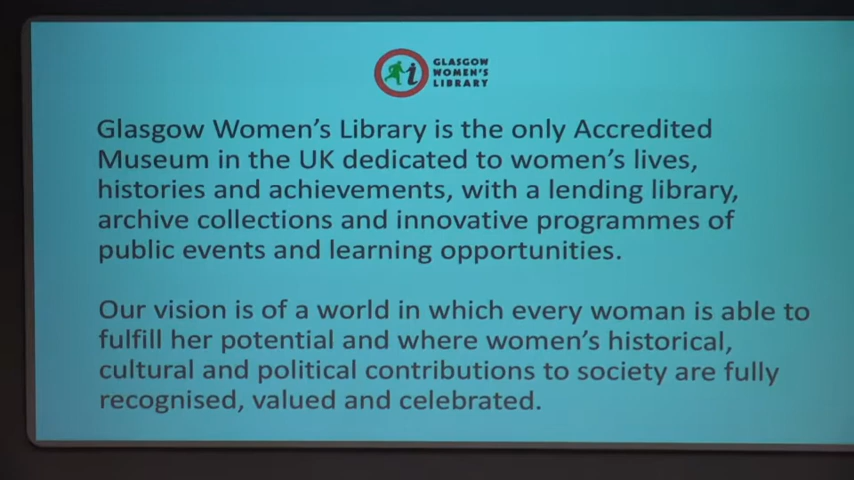 GLASGOW
WOMEN'S
LIBRARY
Glasgow Women's Library is the only Accredited
Museum in the UK dedicated to women's lives,
histories and achievements, with a lending library,
archive collections and innovative programmes of
public events and learning opportunities.
Our vision is of a world in which every woman is able to
fulfill her potential and where women's historical,
cultural and political contributions to society are fully
recognised, valued and celebrated.